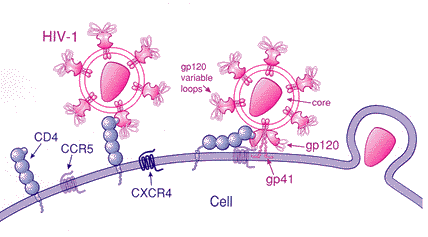 HIV-1
gp120
variable
loops
core
CD4
CCR5
CXCR4
gp120
gp41
Cell